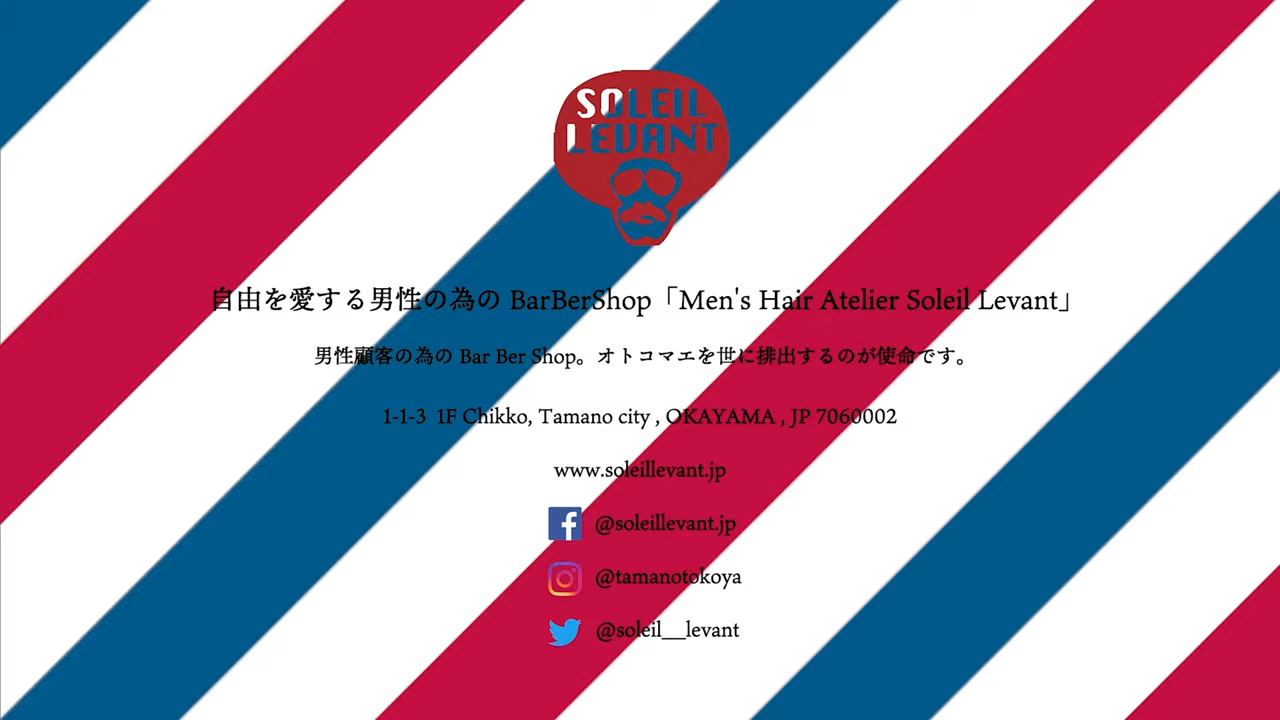 SOLEIL
LEVANT
自由を愛する男性の為の BarBerShop「Men's Hair Atelier Soleil Levant」
男性顧客の為の Bar Ber Shop。オトコマエを世に排出するのが使命です。
1-1-3 1F Chikko, Tamano city , OKAYAMA , JP 7060002
www.soleillevant.jp
@soleillevant.jp
@tamanotokoya
@soleil__levant